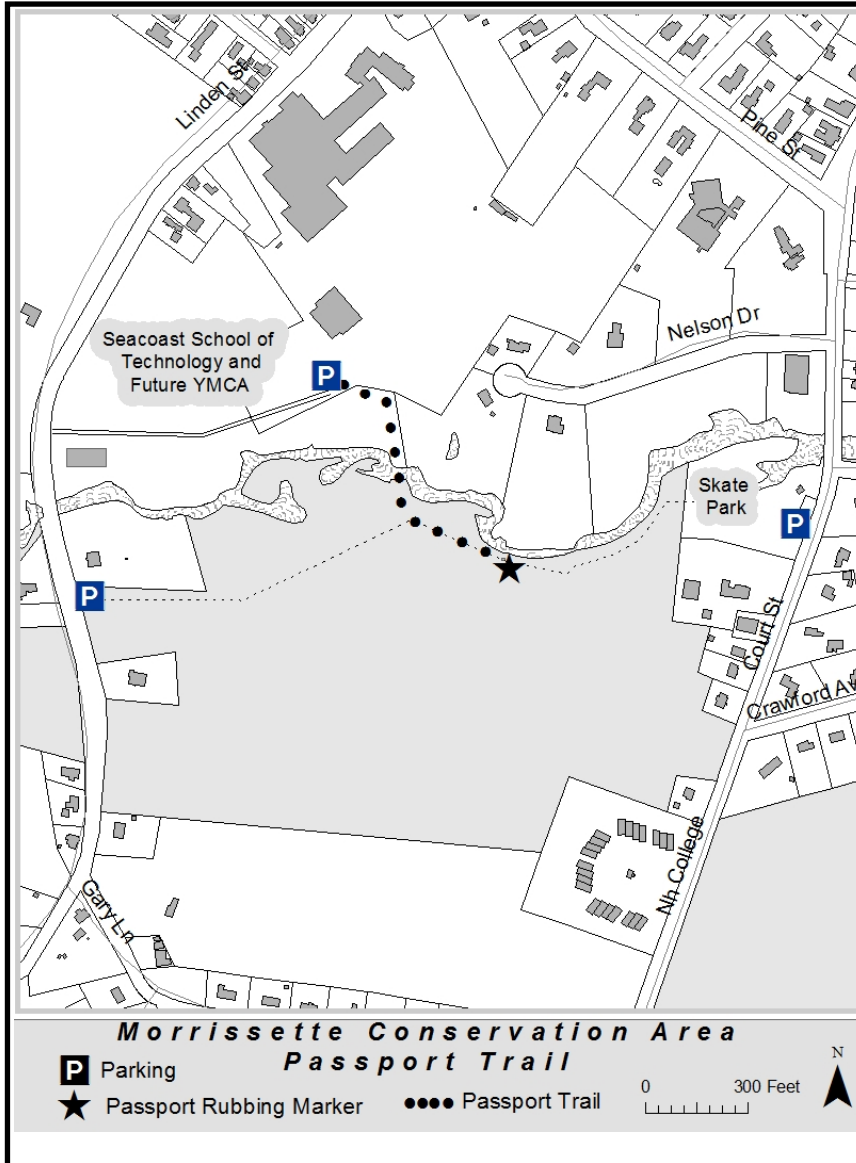 Linden St
Pine St
Nelson Dr
Seacoast School of
Technology and
Future YMCA
P
Skate
Park
P
P
Court St
Crawford Av
Nh College
Gary Ln
Morrissette Conservation Area
Passport Trail
P Parking
Passport Rubbing Marker
Passport Trail
0 300 Feet
N